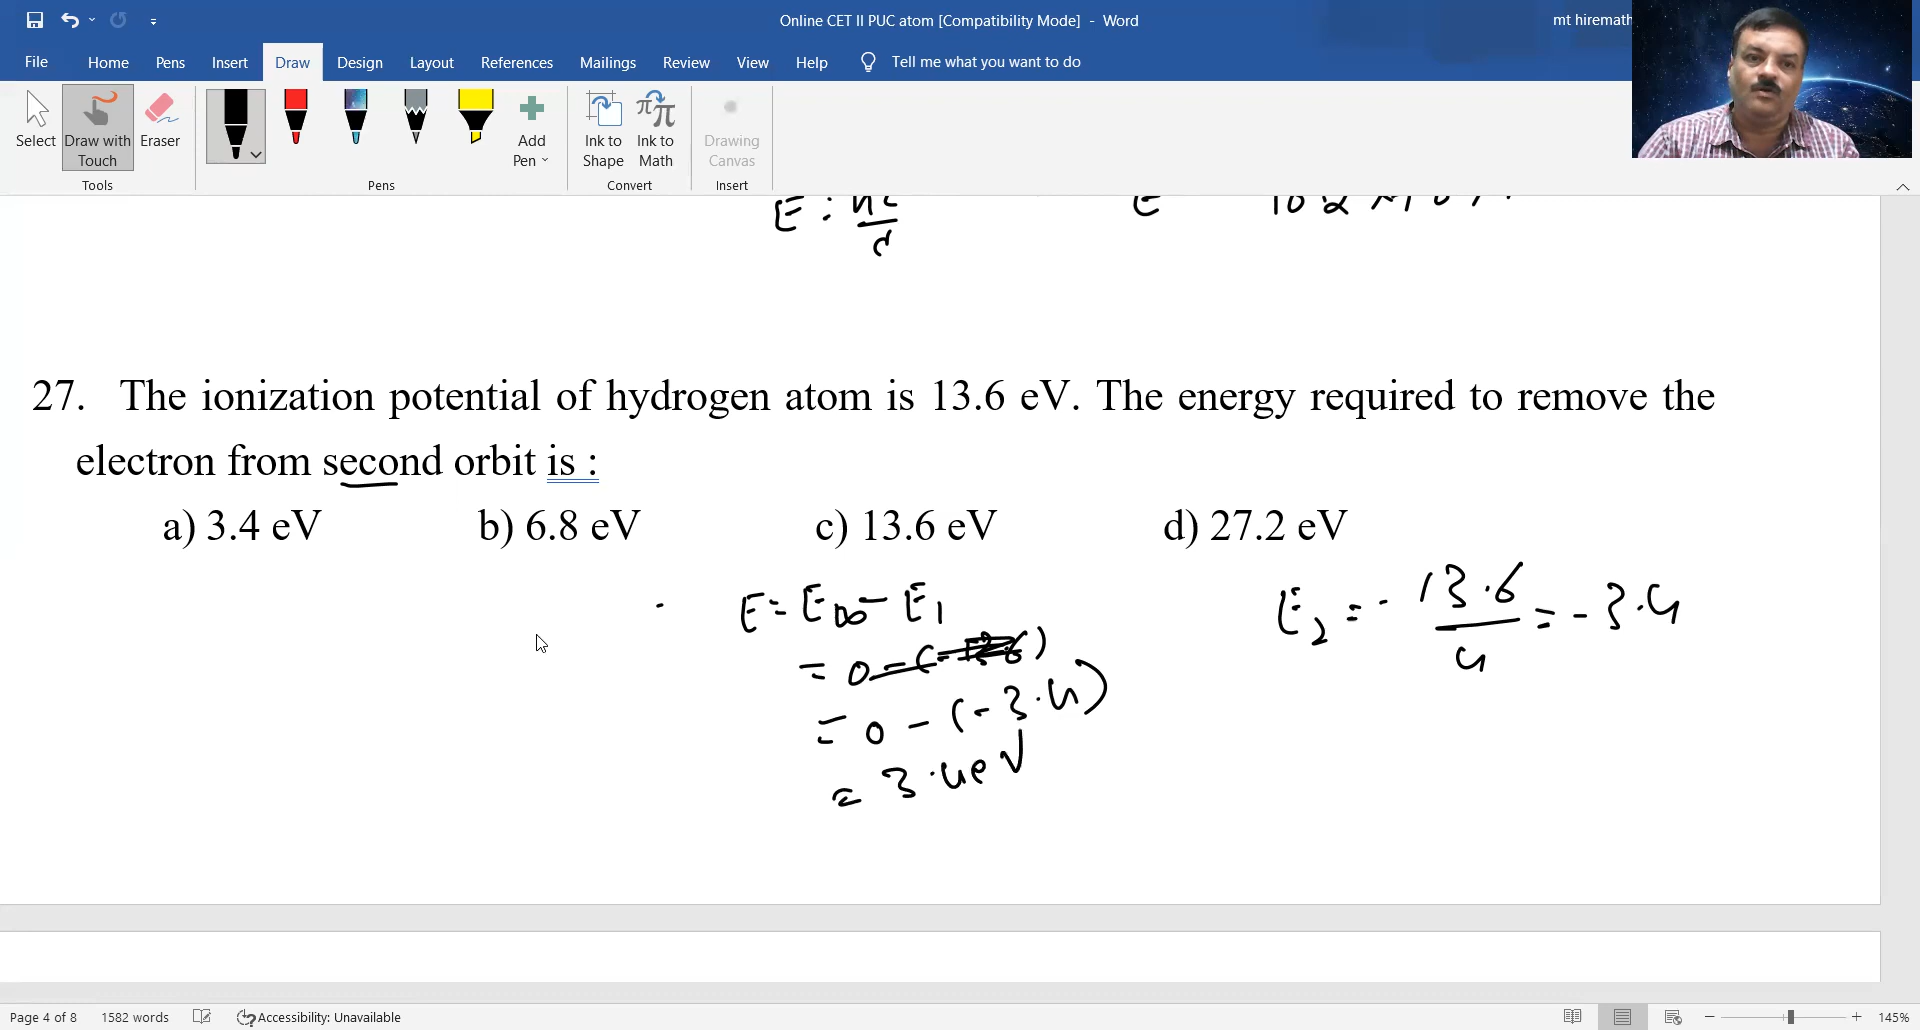 Online CET II PUC atom [Compatibility Mode] - Word
mt hiremath
File Home Pens Insert Draw Design Layout References Mailings Review View Help Tell me what you want to do
Select
Draw with Touch
Eraser
Add Pen
Ink to Shape
Ink to Math
Drawing Canvas
Tools
Pens
Convert
Insert
27. The ionization potential of hydrogen atom is 13.6 eV. The energy required to remove the
electron from second orbit is :
a) 3.4 eV b) 6.8 eV c) 13.6 eV d) 27.2 eV
E = E∞ - E1
= 0 - (
= 0 - (-3.4)
= 3.4eV
E2 = - 13.6/4 = -3.4
Page 4 of 8 1582 words Accessibility: Unavailable 145%